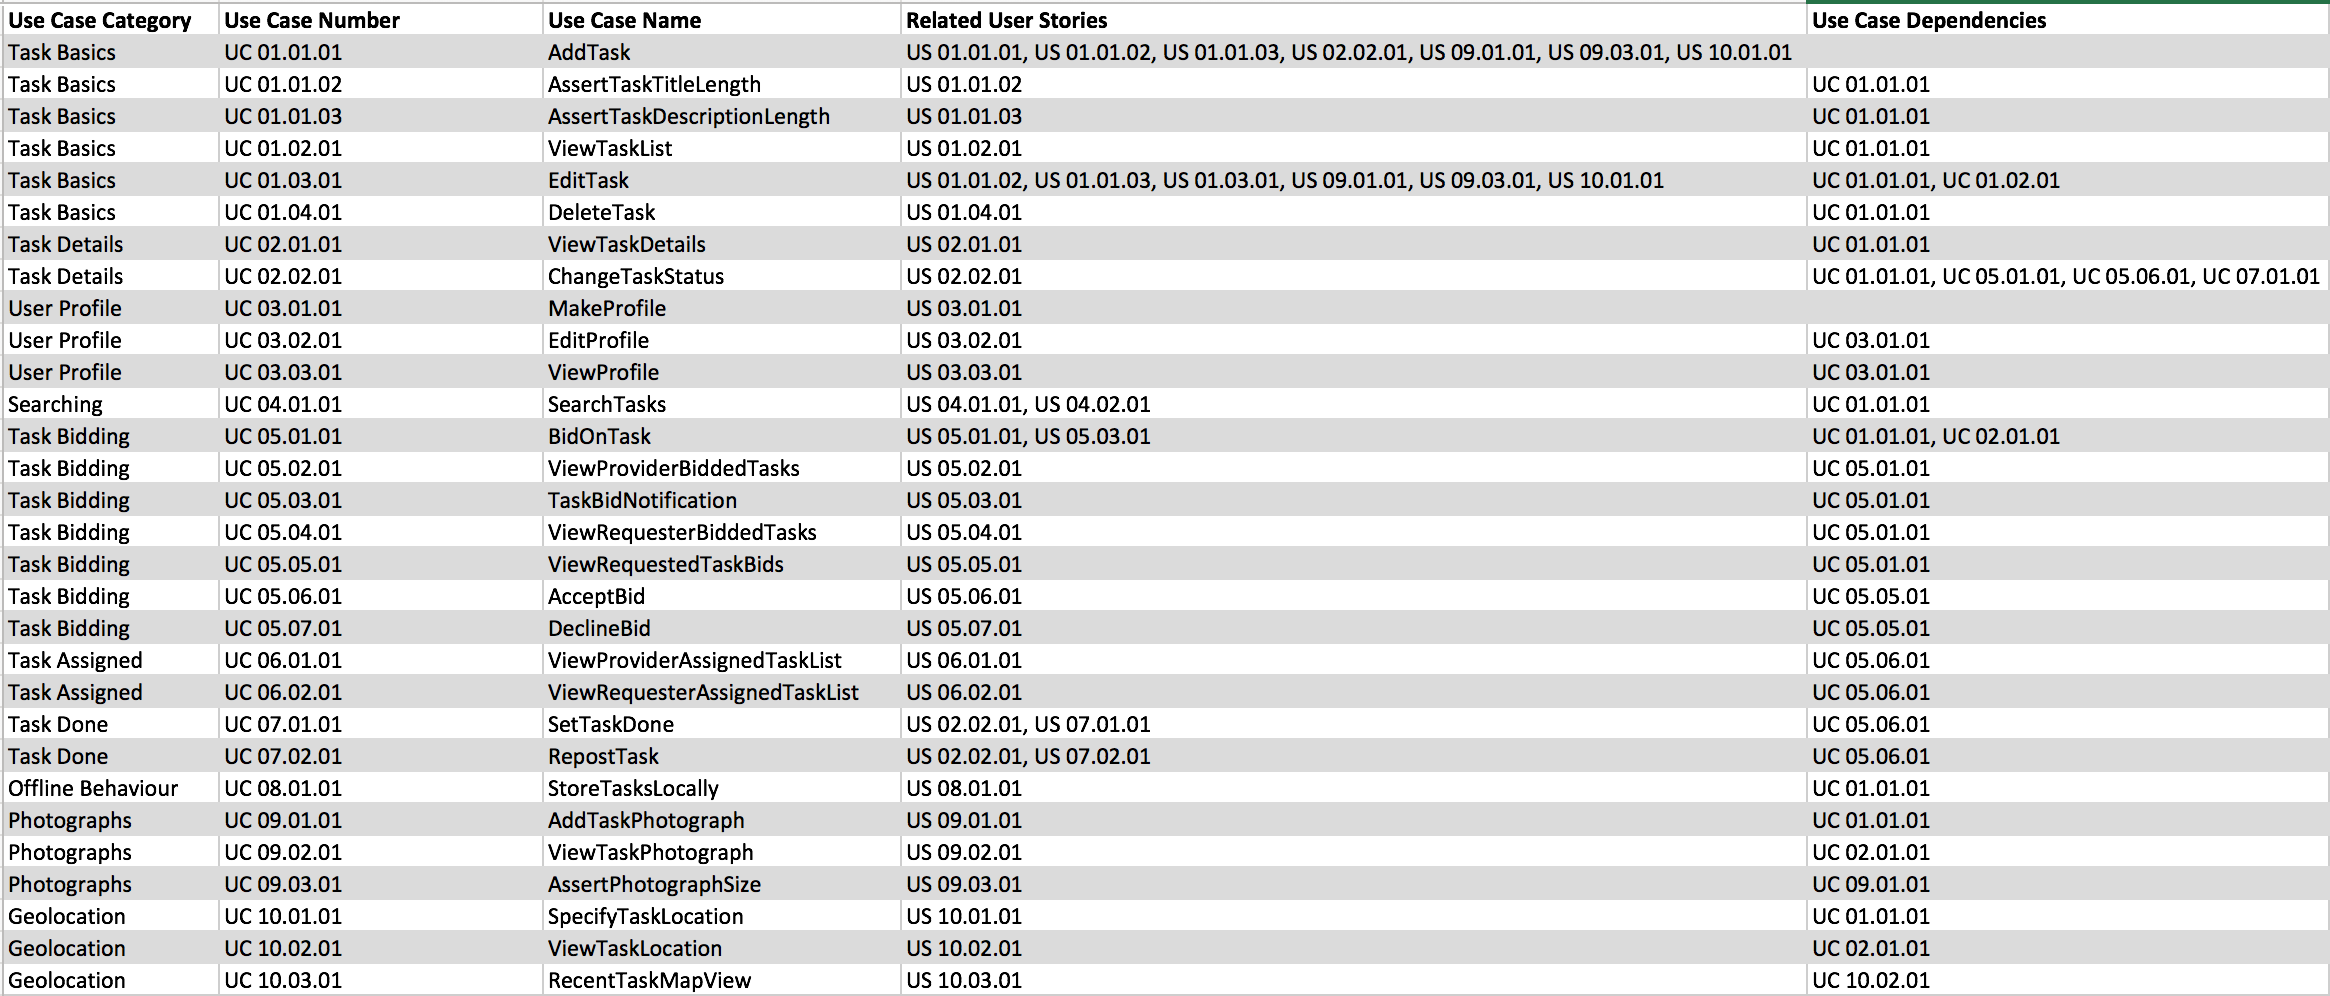 Use Case Category Use Case Number Use Case Name Related User Stories Use Case Dependencies
Task Basics UC 01.01.01 AddTask US 01.01.01, US 01.01.02, US 01.01.03, US 02.02.01, US 09.01.01, US 09.03.01, US 10.01.01
Task Basics UC 01.01.02 AssertTaskTitleLength US 01.01.02 UC 01.01.01
Task Basics UC 01.01.03 AssertTaskDescriptionLength US 01.01.03 UC 01.01.01
Task Basics UC 01.02.01 ViewTaskList US 01.02.01 UC 01.01.01
Task Basics UC 01.03.01 EditTask US 01.01.02, US 01.01.03, US 01.03.01, US 09.01.01, US 09.03.01, US 10.01.01 UC 01.01.01, UC 01.02.01
Task Basics UC 01.04.01 DeleteTask US 01.04.01 UC 01.01.01
Task Details UC 02.01.01 ViewTaskDetails US 02.01.01 UC 01.01.01
Task Details UC 02.02.01 ChangeTaskStatus US 02.02.01 UC 01.01.01, UC 05.01.01, UC 05.06.01, UC 07.01.01
User Profile UC 03.01.01 MakeProfile US 03.01.01
User Profile UC 03.02.01 EditProfile US 03.02.01 UC 03.01.01
User Profile UC 03.03.01 ViewProfile US 03.03.01 UC 03.01.01
Searching UC 04.01.01 SearchTasks US 04.01.01, US 04.02.01 UC 01.01.01
Task Bidding UC 05.01.01 BidOnTask US 05.01.01, US 05.03.01 UC 01.01.01, UC 02.01.01
Task Bidding UC 05.02.01 ViewProviderBiddedTasks US 05.02.01 UC 05.01.01
Task Bidding UC 05.03.01 TaskBidNotification US 05.03.01 UC 05.01.01
Task Bidding UC 05.04.01 ViewRequesterBiddedTasks US 05.04.01 UC 05.01.01
Task Bidding UC 05.05.01 ViewRequestedTaskBids US 05.05.01 UC 05.01.01
Task Bidding UC 05.06.01 AcceptBid US 05.06.01 UC 05.05.01
Task Bidding UC 05.07.01 DeclineBid US 05.07.01 UC 05.05.01
Task Assigned UC 06.01.01 ViewProviderAssignedTaskList US 06.01.01 UC 05.06.01
Task Assigned UC 06.02.01 ViewRequesterAssignedTaskList US 06.02.01 UC 05.06.01
Task Done UC 07.01.01 SetTaskDone US 02.02.01, US 07.01.01 UC 05.06.01
Task Done UC 07.02.01 RepostTask US 02.02.01, US 07.02.01 UC 05.06.01
Offline Behaviour UC 08.01.01 StoreTasksLocally US 08.01.01 UC 01.01.01
Photographs UC 09.01.01 AddTaskPhotograph US 09.01.01 UC 01.01.01
Photographs UC 09.02.01 ViewTaskPhotograph US 09.02.01 UC 02.01.01
Photographs UC 09.03.01 AssertPhotographSize US 09.03.01 UC 09.01.01
Geolocation UC 10.01.01 SpecifyTaskLocation US 10.01.01 UC 01.01.01
Geolocation UC 10.02.01 ViewTaskLocation US 10.02.01 UC 02.01.01
Geolocation UC 10.03.01 RecentTaskMapView US 10.03.01 UC 10.02.01